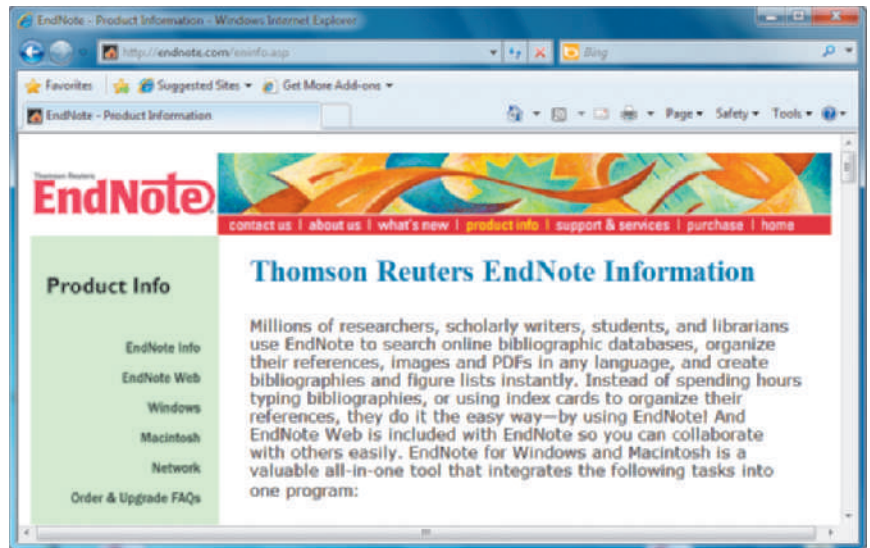 EndNote - Product Information - Windows Internet Explorer
http://endnote.com/eninfo.asp
Bing
Favorites Suggested Sites Get More Add-ons
EndNote - Product Information Page Safety Tools
Thomson Reuters
EndNote
contact us | about us | what's new | product info | support & services | purchase | home
Product Info
EndNote Info
EndNote Web
Windows
Macintosh
Network
Order & Upgrade FAQs
Thomson Reuters EndNote Information
Millions of researchers, scholarly writers, students, and librarians
use EndNote to search online bibliographic databases, organize
their references, images and PDFs in any language, and create
bibliographies and figure lists instantly. Instead of spending hours
typing bibliographies, or using index cards to organize their
references, they do it the easy way—by using EndNote! And
EndNote Web is included with EndNote so you can collaborate
with others easily. EndNote for Windows and Macintosh is a
valuable all-in-one tool that integrates the following tasks into
one program: